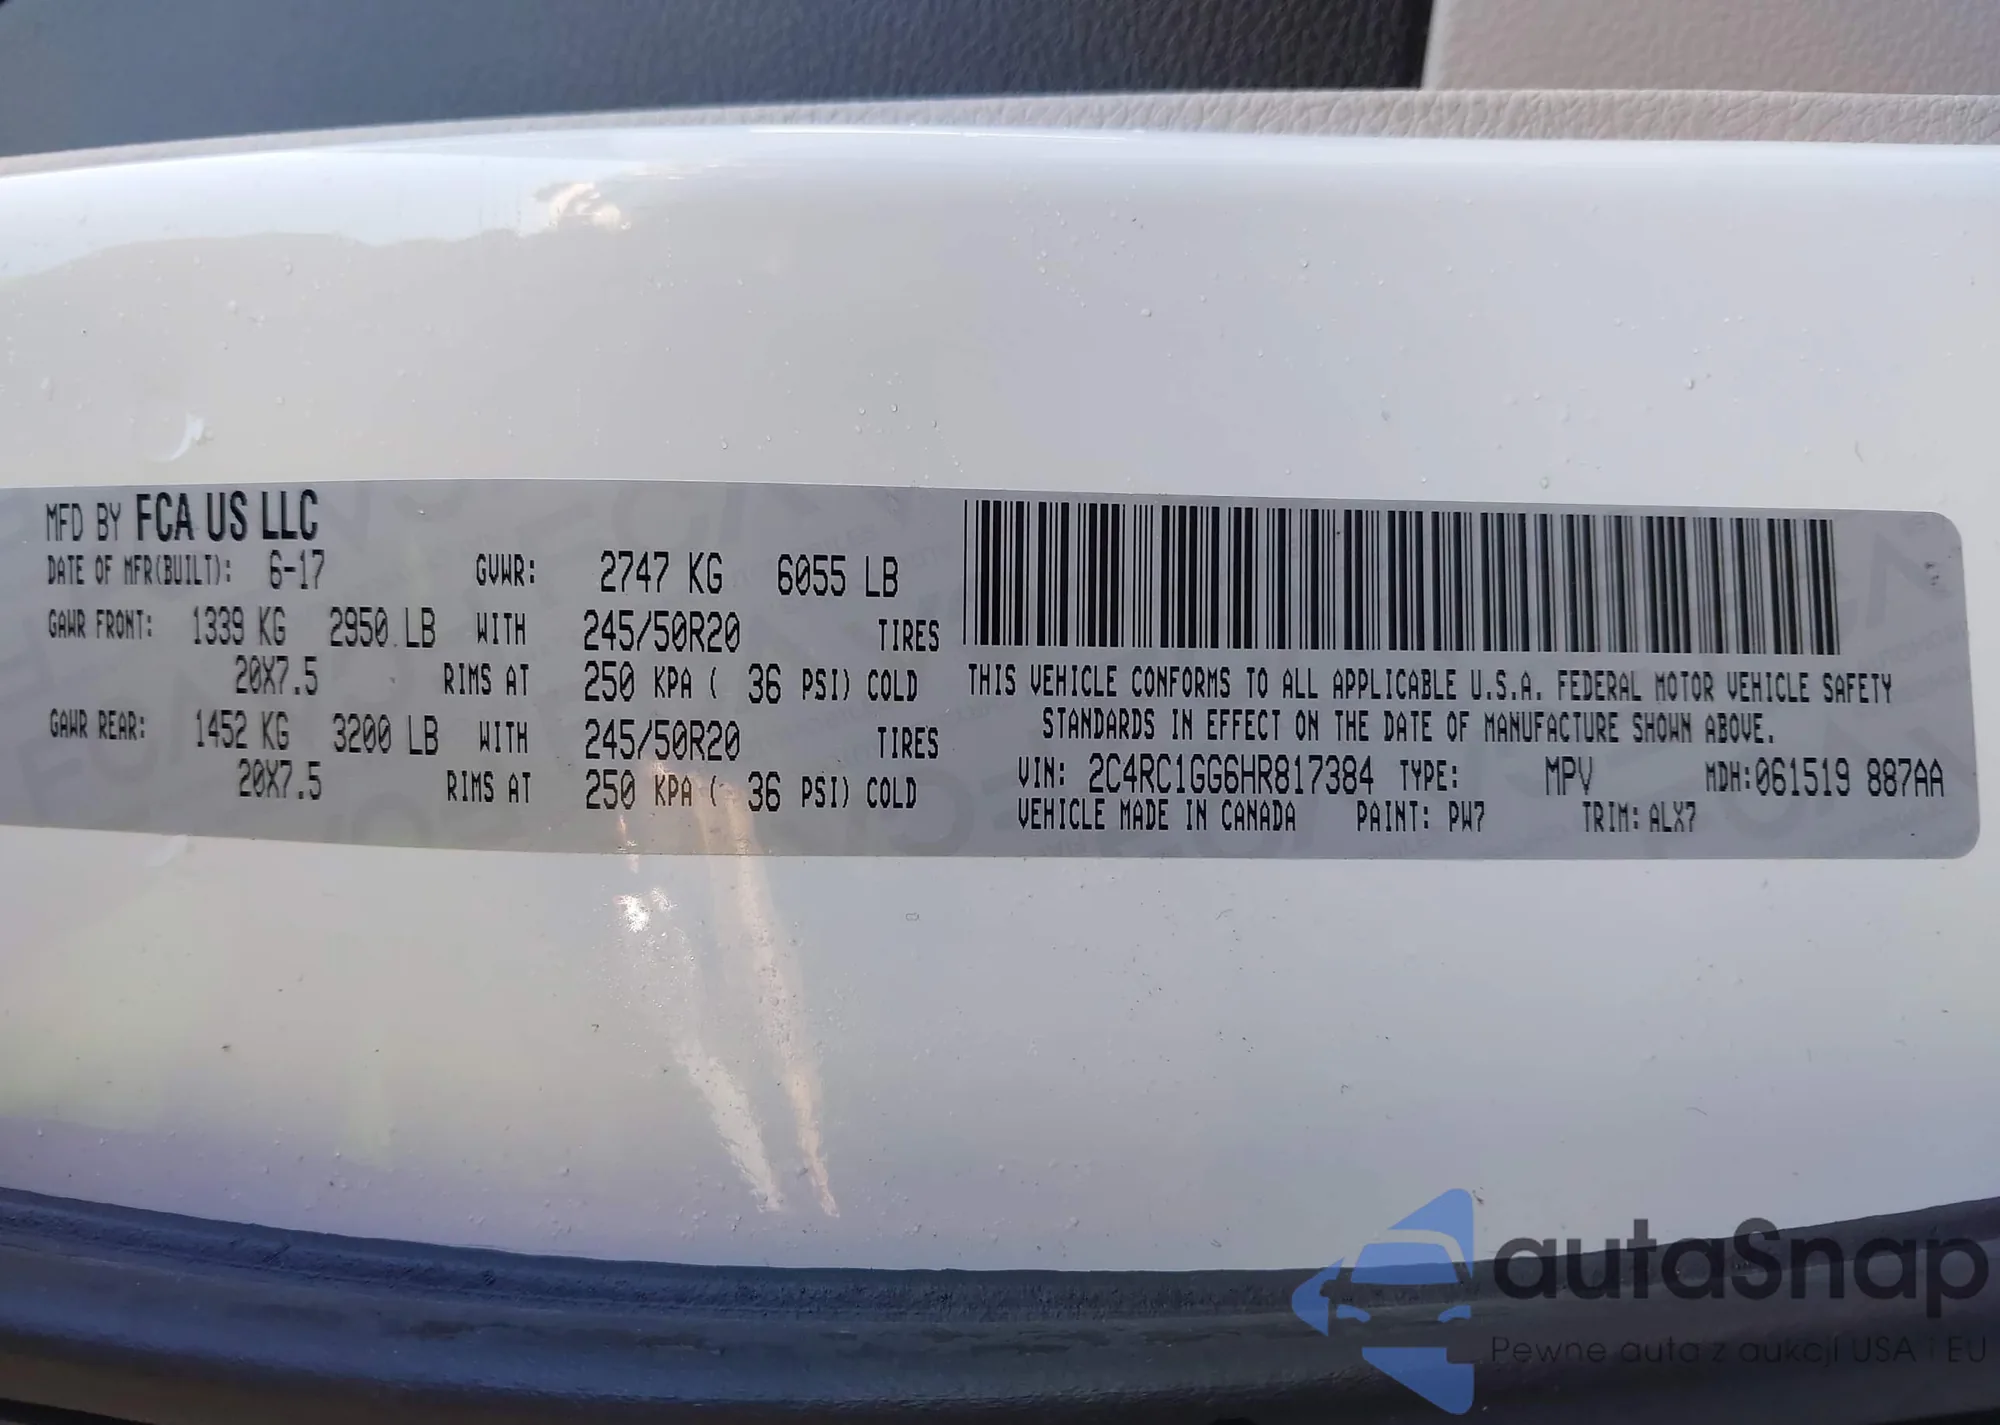 MFD BY FCA US LLC
DATE OF MFR(BUILT): 6-17 GVWR: 2747 KG 6055 LB
GAWR FRONT: 1339 KG 2950 LB WITH 245/50R20 TIRES
20X7.5 RIMS AT 250 KPA ( 36 PSI) COLD
GAWR REAR: 1452 KG 3200 LB WITH 245/50R20 TIRES
20X7.5 RIMS AT 250 KPA ( 36 PSI) COLD
THIS VEHICLE CONFORMS TO ALL APPLICABLE U.S.A. FEDERAL MOTOR VEHICLE SAFETY
STANDARDS IN EFFECT ON THE DATE OF MANUFACTURE SHOWN ABOVE.
VIN: 2C4RC1GG6HR817384 TYPE: MPV MDH:061519 887AA
VEHICLE MADE IN CANADA PAINT: PW7 TRIM: ALX7
autaSnap
Pewne auta z aukcji USA i EU